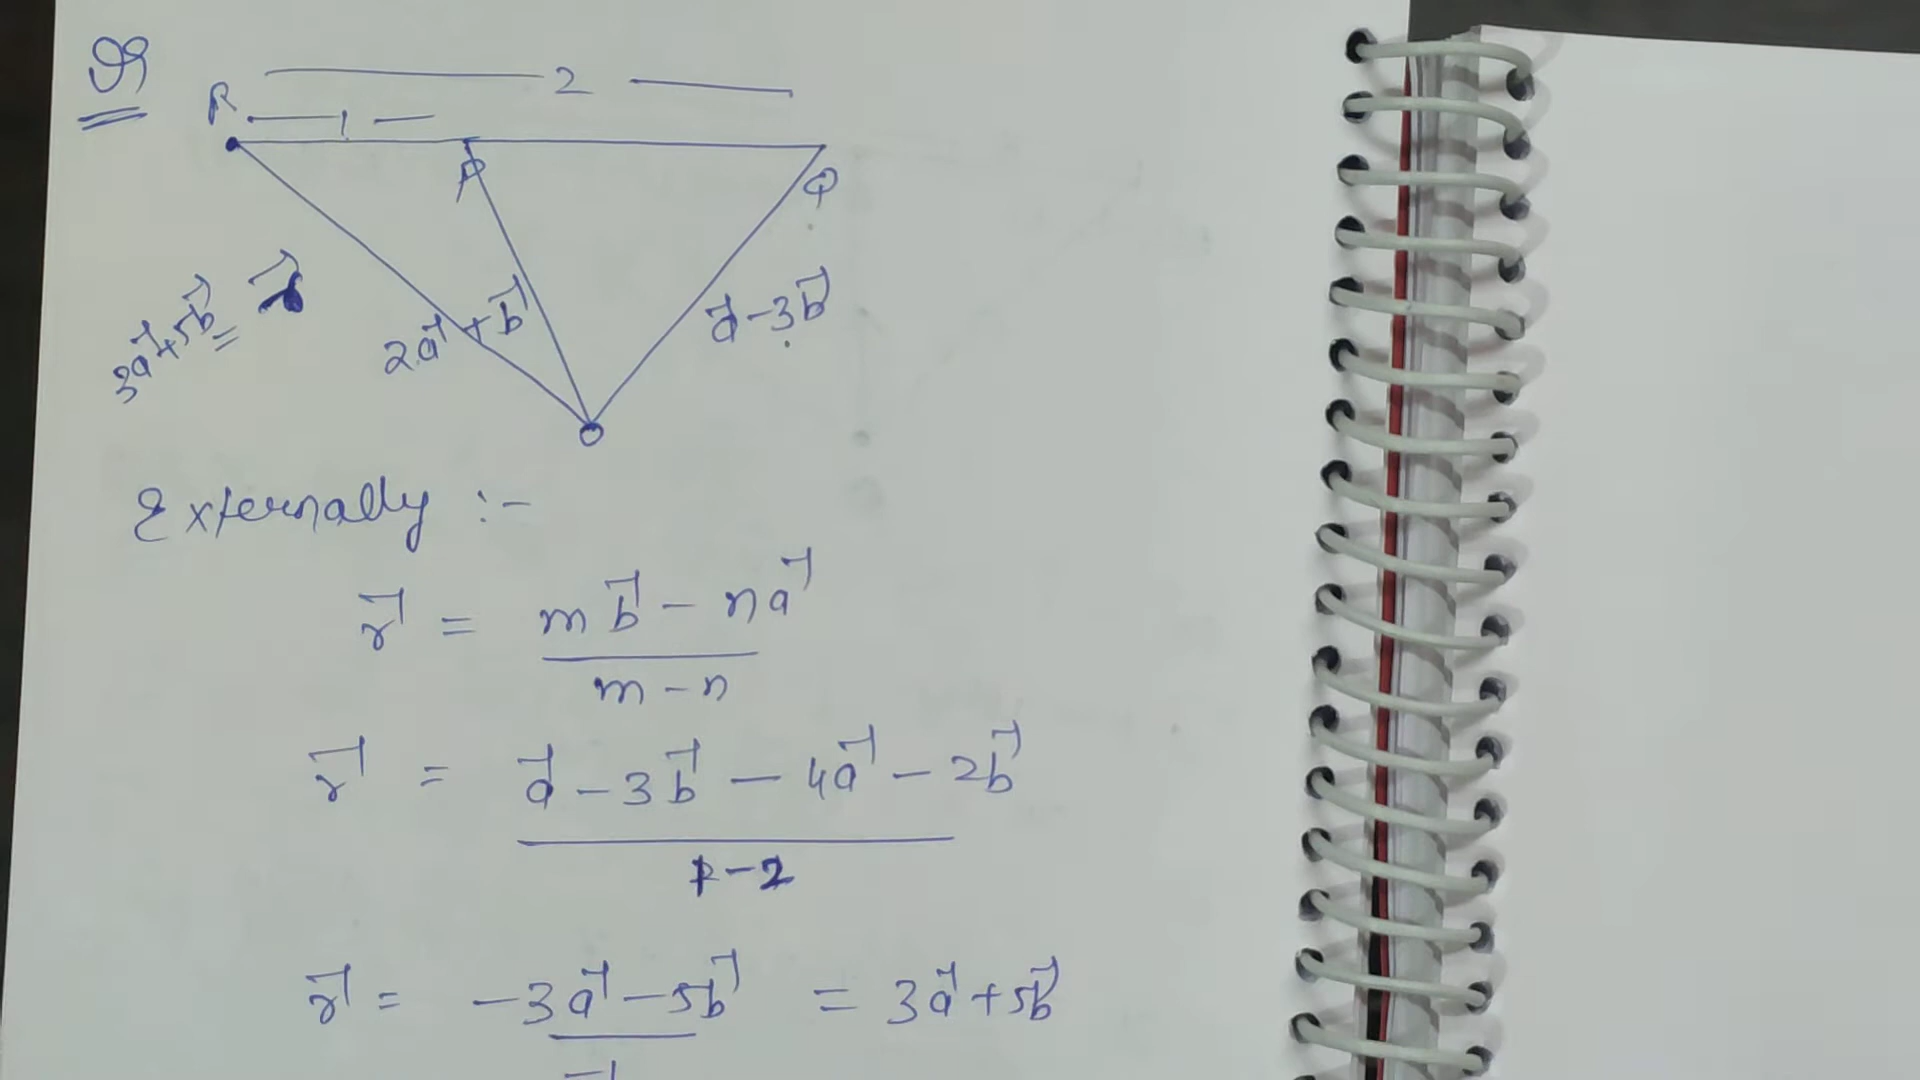 2
R 1
P Q
3a⃗+5b⃗ = r⃗ 2a⃗+b⃗ a⃗-3b⃗
O
Externally :-
r⃗ = mb⃗ - na⃗
m - n
r⃗ = a⃗ - 3b⃗ - 4a⃗ - 2b⃗
1-2
r⃗ = -3a⃗ - 5b⃗ = 3a⃗ + 5b⃗
-1